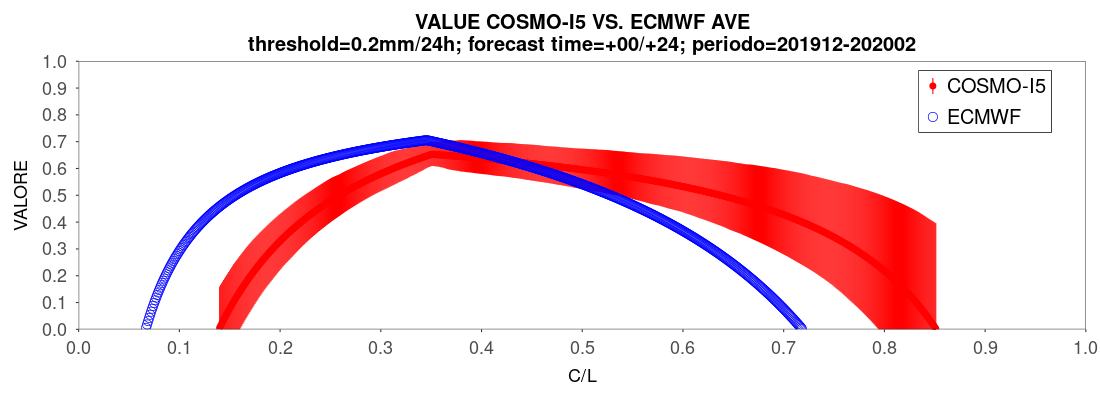 VALUE COSMO-I5 VS. ECMWF AVE
threshold=0.2mm/24h; forecast time=+00/+24; periodo=201912-202002
COSMO-I5
ECMWF
VALORE
1.0
0.9
0.8
0.7
0.6
0.5
0.4
0.3
0.2
0.1
0.0
0.0 0.1 0.2 0.3 0.4 0.5 0.6 0.7 0.8 0.9 1.0
C/L